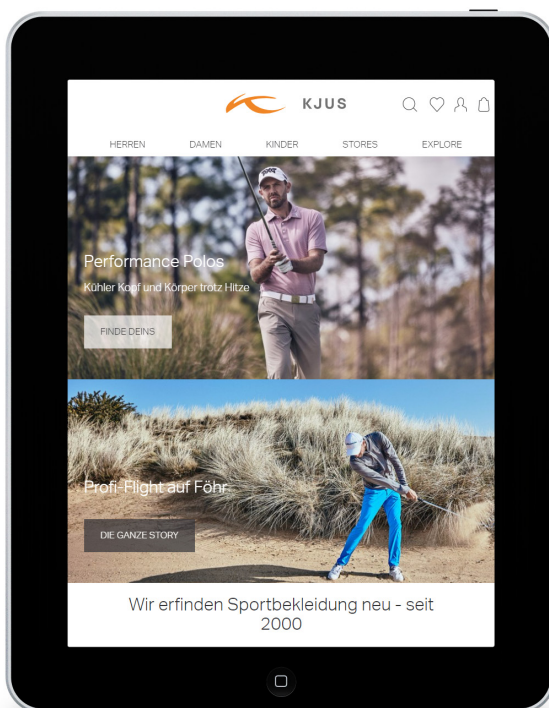 KJUS
HERREN DAMEN KINDER STORES EXPLORE
PXG
Performance Polos
Kühler Kopf und Körper trotz Hitze
FINDE DEINS
Profi-Flight auf Föhr
DIE GANZE STORY
Wir erfinden Sportbekleidung neu - seit
2000